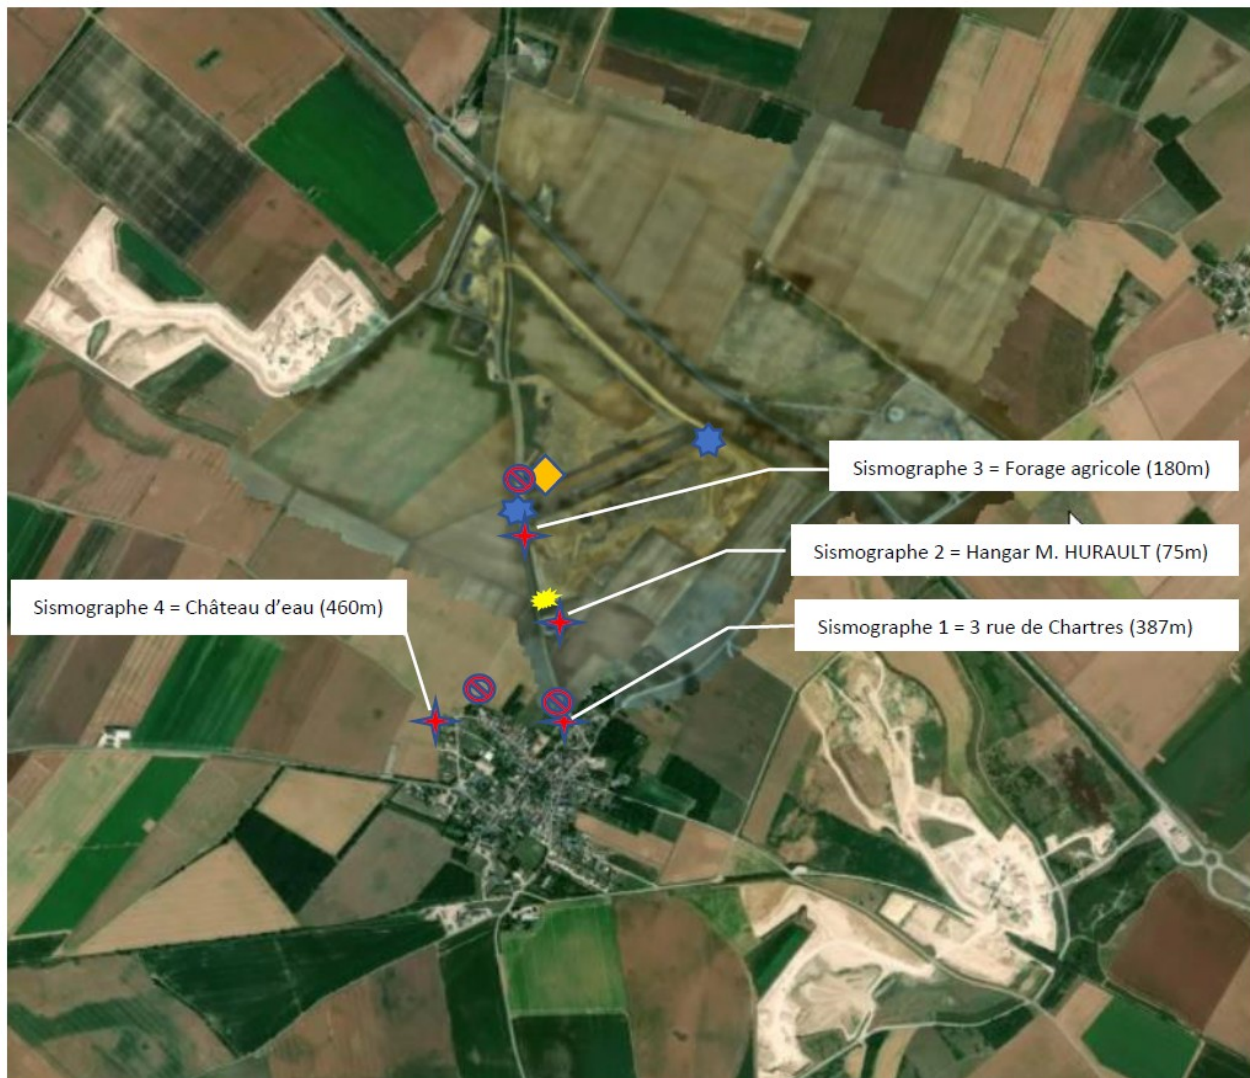 Sismographe 3 = Forage agricole (180m)
Sismographe 2 = Hangar M. HURAULT (75m)
Sismographe 4 = Château d’eau (460m)
Sismographe 1 = 3 rue de Chartres (387m)